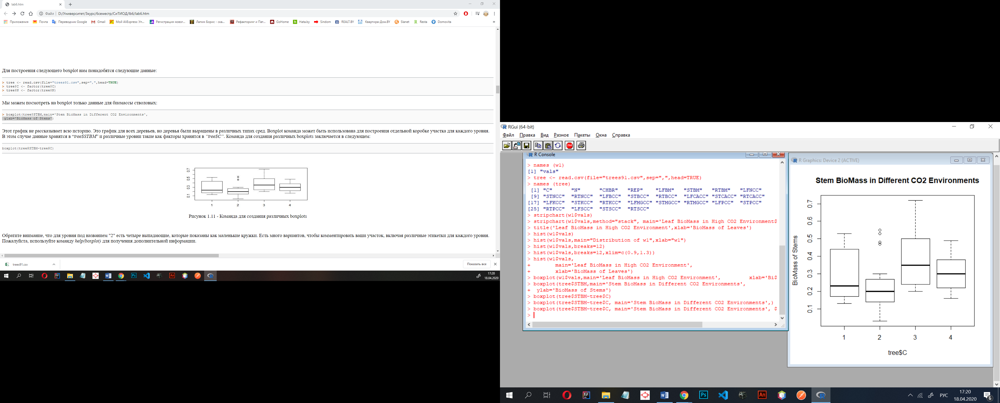 lab6.htm
Файл D:/Университет/3курс/6семестр/СиТИОД/lb6/lab6.htm
Приложения Почта Переводчик Google Gmail Мой AliExpress: Уп... Регистрация новог... Лапин Борис - ска... Рефакторинг и Пат... GoHome Hata.by Sindom REALT.BY Квартира-Дом.BY Slanet Resta Domovita »
Для построения следующего boxplot нам понадобятся следующие данные:
> tree <- read.csv(file="trees91.csv",sep=",",head=TRUE)
> tree$C <- factor(tree$C)
> tree$N <- factor(tree$N)
Мы можем посмотреть на boxplot только данные для биомассы стволовых:
> boxplot(tree$STBM,main='Stem BioMass in Different CO2 Environments',
ylab='BioMass of Stems')
Этот график не рассказывает всю историю. Это график для всех деревьев, но деревья были выращены в различных типах сред. Boxplot команда может быть использована для построения отдельной коробке участка для каждого уровня.
В этом случае данные хранятся в “tree$STBM” и различные уровни такие как факторы хранятся в “tree$C”. Команда для создания различных boxplots заключается в следующем:
boxplot(tree$STBM~tree$C)
0.7
0.5
0.3
0.1
1 2 3 4
Рисунок 1.11 - Команда для создания различных boxplots
Обратите внимание, что для уровня под названием "2" есть четыре выпадающие, которые показаны как маленькие кружки. Есть много вариантов, чтобы комментировать ваши участок, включая различные этикетки для каждого уровня.
Пожалуйста, используйте команду help(boxplot) для получения дополнительной информации.
trees91.csv
Показать все
17:20
18.04.2020
RGui (64-bit)
Файл Правка Вид Разное Пакеты Окна Справка
STOP
R Console
> names (w1)
[1] "vals"
> tree <- read.csv(file="trees91.csv",sep=",",head=TRUE)
> names (tree)
[1] "C" "N" "CHBR" "REP" "LFBM" "STBM" "RTBM" "LFNCC"
[9] "STNCC" "RTNCC" "LFBCC" "STBCC" "RTBCC" "LFCACC" "STCACC" "RTCACC"
[17] "LFKCC" "STKCC" "RTKCC" "LFMGCC" "STMGCC" "RTMGCC" "LFPCC" "STPCC"
[25] "RTPCC" "LFSCC" "STSCC" "RTSCC"
> stripchart(w1$vals)
> stripchart(w1$vals,method="stack", main='Leaf BioMass in High CO2 Environment$
> title('Leaf BioMass in High CO2 Environment',xlab='BioMass of Leaves')
> hist(w1$vals)
> hist(w1$vals,main="Distribution of w1",xlab="w1")
> hist(w1$vals,breaks=12)
> hist(w1$vals,breaks=12,xlim=c(0.9,1.3))
> hist(w1$vals,
+ main='Leaf BioMass in High CO2 Environment',
+ xlab='BioMass of Leaves')
> boxplot(w1$vals,main='Leaf BioMass in High CO2 Environment', xlab='Bi$
> boxplot(tree$STBM,main='Stem BioMass in Different CO2 Environments',
+ ylab='BioMass of Stems')
> boxplot(tree$STBM~tree$C)
> boxplot(tree$STBM~tree$C, main='Stem BioMass in Different CO2 Environments',)
> boxplot(tree$STBM~tree$C, main='Stem BioMass in Different CO2 Environments', $
>
R Graphics: Device 2 (ACTIVE)
Stem BioMass in Different CO2 Environments
BioMass of Stems
0.7
0.6
0.5
0.4
0.3
0.2
0.1
1 2 3 4
tree$C
РУС
17:20
18.04.2020
6